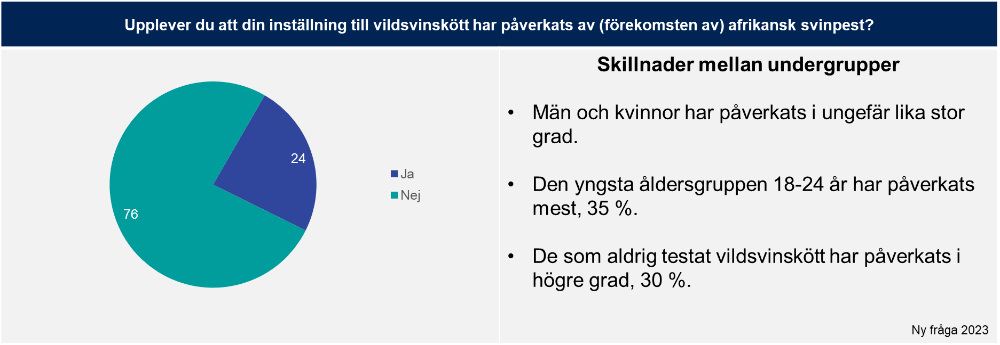 Upplever du att din inställning till vildsvinskött har påverkats av (förekomsten av) afrikansk svinpest?
24
76
Ja
Nej
Skillnader mellan undergrupper
• Män och kvinnor har påverkats i ungefär lika stor
grad.
• Den yngsta åldersgruppen 18-24 år har påverkats
mest, 35 %.
• De som aldrig testat vildsvinskött har påverkats i
högre grad, 30 %.
Ny fråga 2023